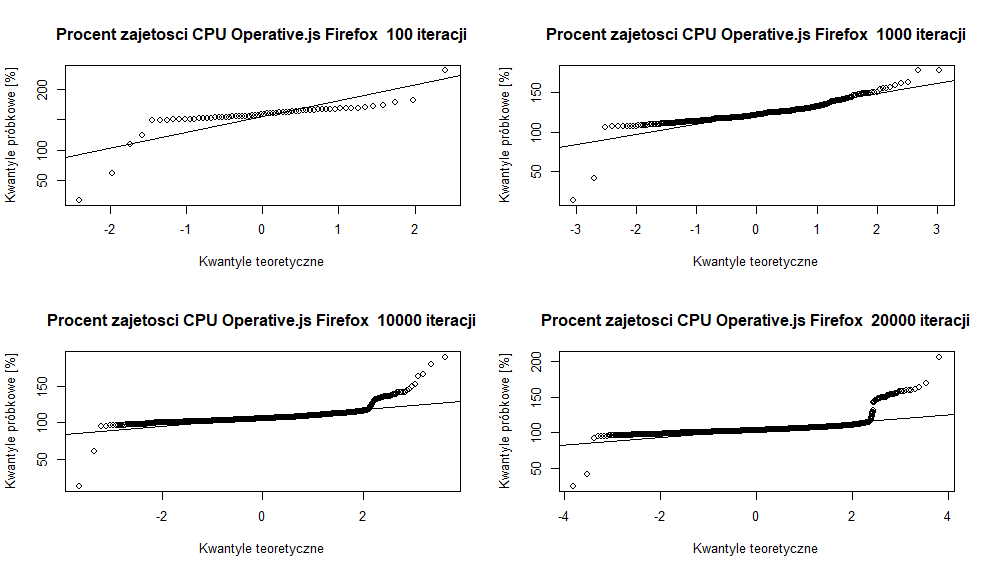 Procent zajetosci CPU Operative.js Firefox 100 iteracji
Kwantyle próbkowe [%]
50 100 200
-2 -1 0 1 2
Kwantyle teoretyczne
Procent zajetosci CPU Operative.js Firefox 1000 iteracji
Kwantyle próbkowe [%]
50 100 150
-3 -2 -1 0 1 2 3
Kwantyle teoretyczne
Procent zajetosci CPU Operative.js Firefox 10000 iteracji
Kwantyle próbkowe [%]
50 100 150
-2 0 2
Kwantyle teoretyczne
Procent zajetosci CPU Operative.js Firefox 20000 iteracji
Kwantyle próbkowe [%]
50 100 150 200
-4 -2 0 2 4
Kwantyle teoretyczne